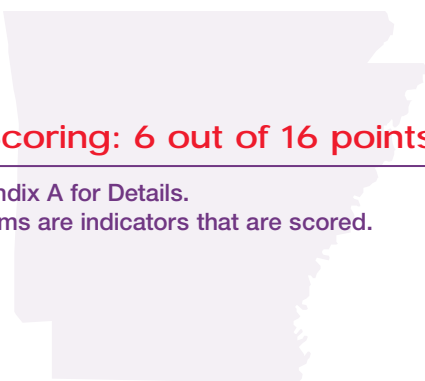 coring: 6 out of 16 points
ndix A for Details.
ms are indicators that are scored.